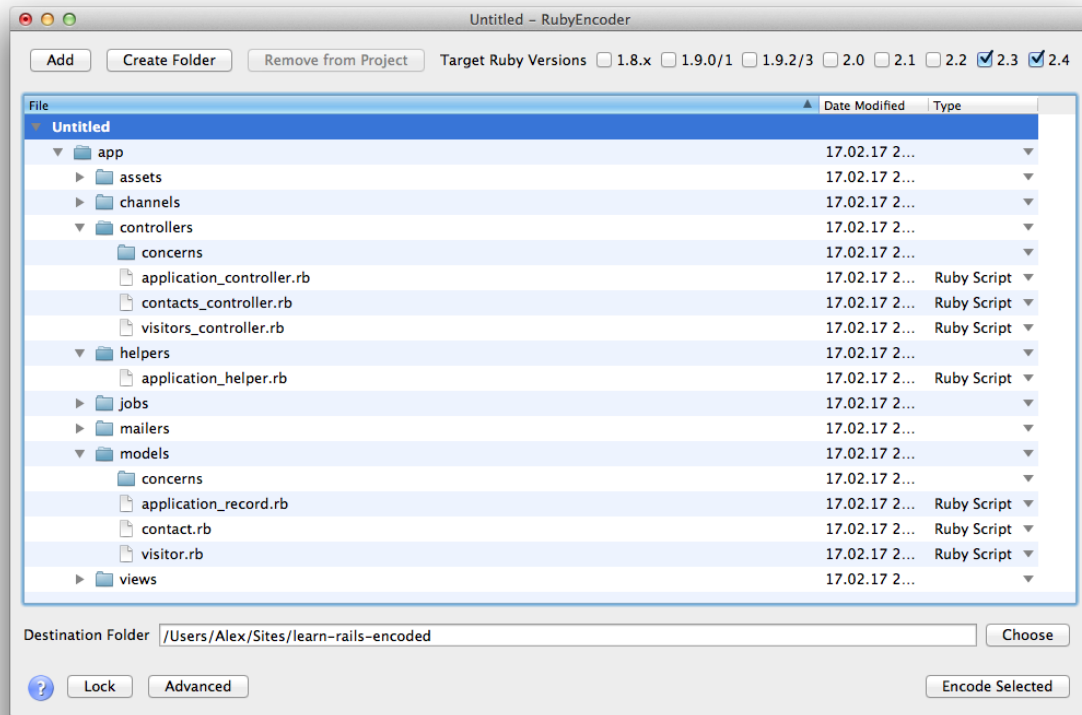 Untitled – RubyEncoder
Add Create Folder Remove from Project Target Ruby Versions 1.8.x 1.9.0/1 1.9.2/3 2.0 2.1 2.2 2.3 2.4
File Date Modified Type
Untitled
app 17.02.17 2...
assets 17.02.17 2...
channels 17.02.17 2...
controllers 17.02.17 2...
concerns 17.02.17 2...
application_controller.rb 17.02.17 2... Ruby Script
contacts_controller.rb 17.02.17 2... Ruby Script
visitors_controller.rb 17.02.17 2... Ruby Script
helpers 17.02.17 2...
application_helper.rb 17.02.17 2... Ruby Script
jobs 17.02.17 2...
mailers 17.02.17 2...
models 17.02.17 2...
concerns 17.02.17 2...
application_record.rb 17.02.17 2... Ruby Script
contact.rb 17.02.17 2... Ruby Script
visitor.rb 17.02.17 2... Ruby Script
views 17.02.17 2...
Destination Folder /Users/Alex/Sites/learn-rails-encoded Choose
? Lock Advanced Encode Selected